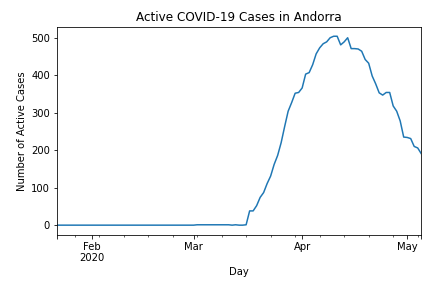 Active COVID-19 Cases in Andorra
Number of Active Cases
500
400
300
200
100
0
Feb
2020
Mar
Apr
May
Day